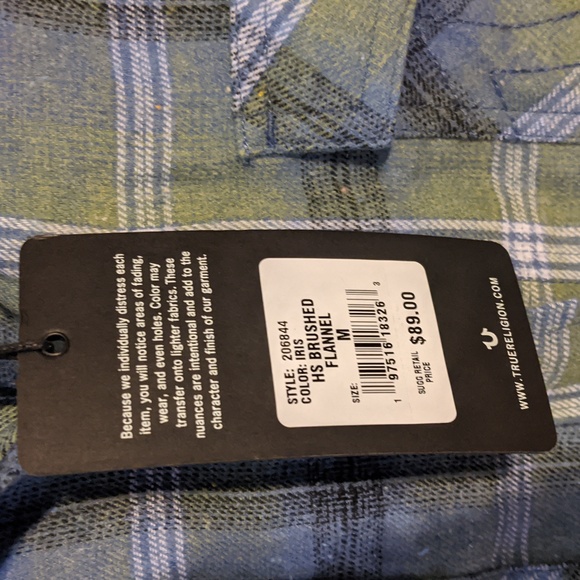 Because we individually distress each
item, you will notice areas of fading,
wear, and even holes. Color may
transfer onto lighter fabrics. These
nuances are intentional and add to the
character and finish of our garment.
STYLE: 206844
COLOR: IRIS
HS BRUSHED
FLANNEL
M
SIZE:
1 97516 18326 3
SUGG.RETAIL PRICE $89.00
WWW.TRUERELIGION.COM